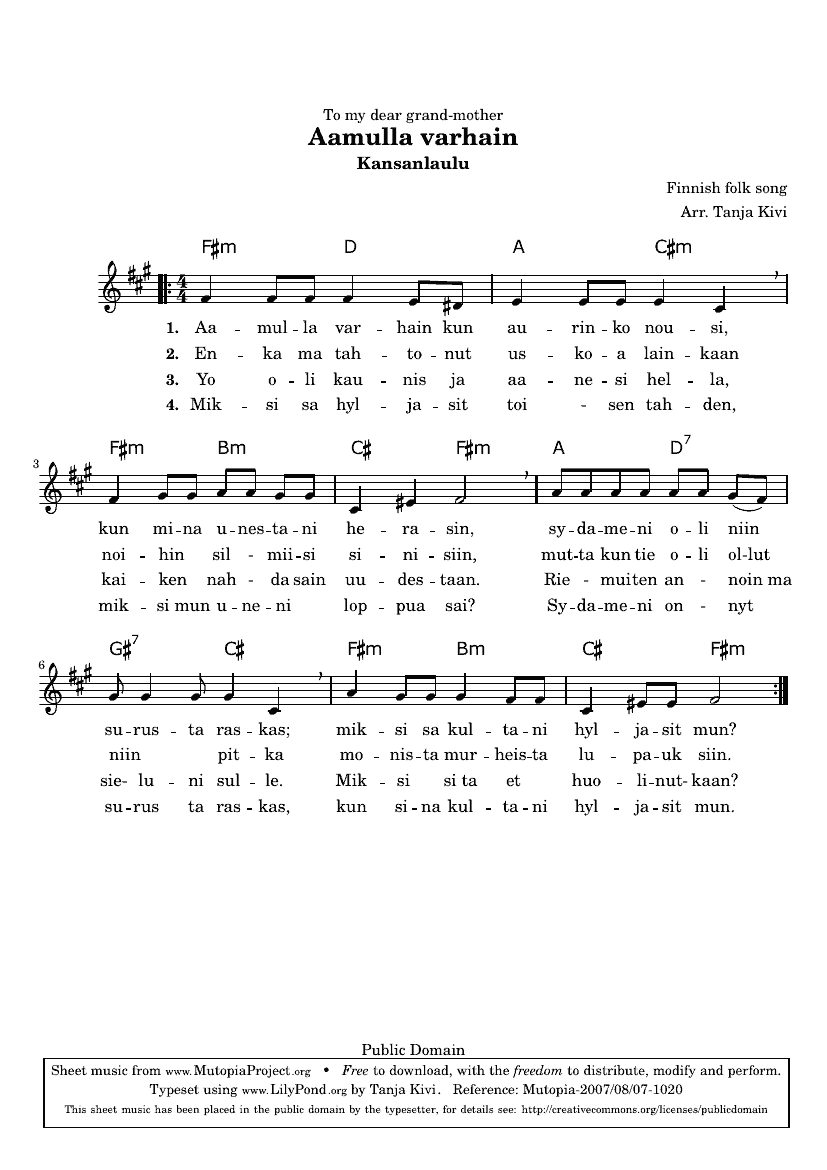 To my dear grand-mother
Aamulla varhain
Kansanlaulu
Finnish folk song
Arr. Tanja Kivi
F♯m D A C♯m
4/4
1. Aa -- mul -- la var -- hain kun au -- rin -- ko nou -- si,
2. En -- ka ma tah -- to -- nut us -- ko -- a lain -- kaan
3. Yo o -- li kau -- nis ja aa -- ne -- si hel -- la,
4. Mik -- si sa hyl -- ja -- sit toi - sen tah -- den,
F♯m Bm C♯ F♯m A D7
3
kun mi -- na u -- nes -- ta -- ni he -- ra -- sin, sy -- da -- me -- ni o -- li niin
noi -- hin sil - mii -- si si -- ni -- siin, mut -- ta kun tie o -- li ol-lut
kai -- ken nah - da sain uu -- des -- taan. Rie - muiten an - noin ma
mik -- si mun u -- ne -- ni lop -- pua sai? Sy -- da -- me -- ni on - nyt
G♯7 C♯ F♯m Bm C♯ F♯m
6
su -- rus -- ta ras -- kas; mik -- si sa kul -- ta -- ni hyl -- ja -- sit mun?
niin pit -- ka mo -- nis -- ta mur -- heis -- ta lu -- pa -- uk siin.
sie- lu -- ni sul -- le. Mik -- si si ta et huo -- li -- nut- kaan?
su -- rus ta ras -- kas, kun si -- na kul -- ta -- ni hyl -- ja -- sit mun.
Public Domain
Sheet music from www.MutopiaProject.org • Free to download, with the freedom to distribute, modify and perform.
Typeset using www.LilyPond.org by Tanja Kivi. Reference: Mutopia-2007/08/07-1020
This sheet music has been placed in the public domain by the typesetter, for details see: http://creativecommons.org/licenses/publicdomain